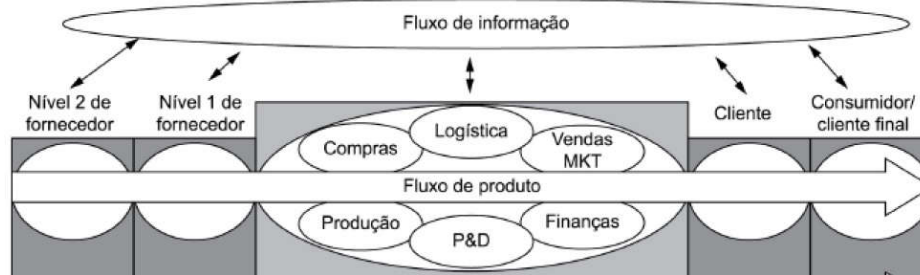 Fluxo de informação
Nível 2 de
fornecedor
Nível 1 de
fornecedor
Cliente
Consumidor/
cliente final
Compras
Logística
Vendas
MKT
Fluxo de produto
Produção
P&D
Finanças